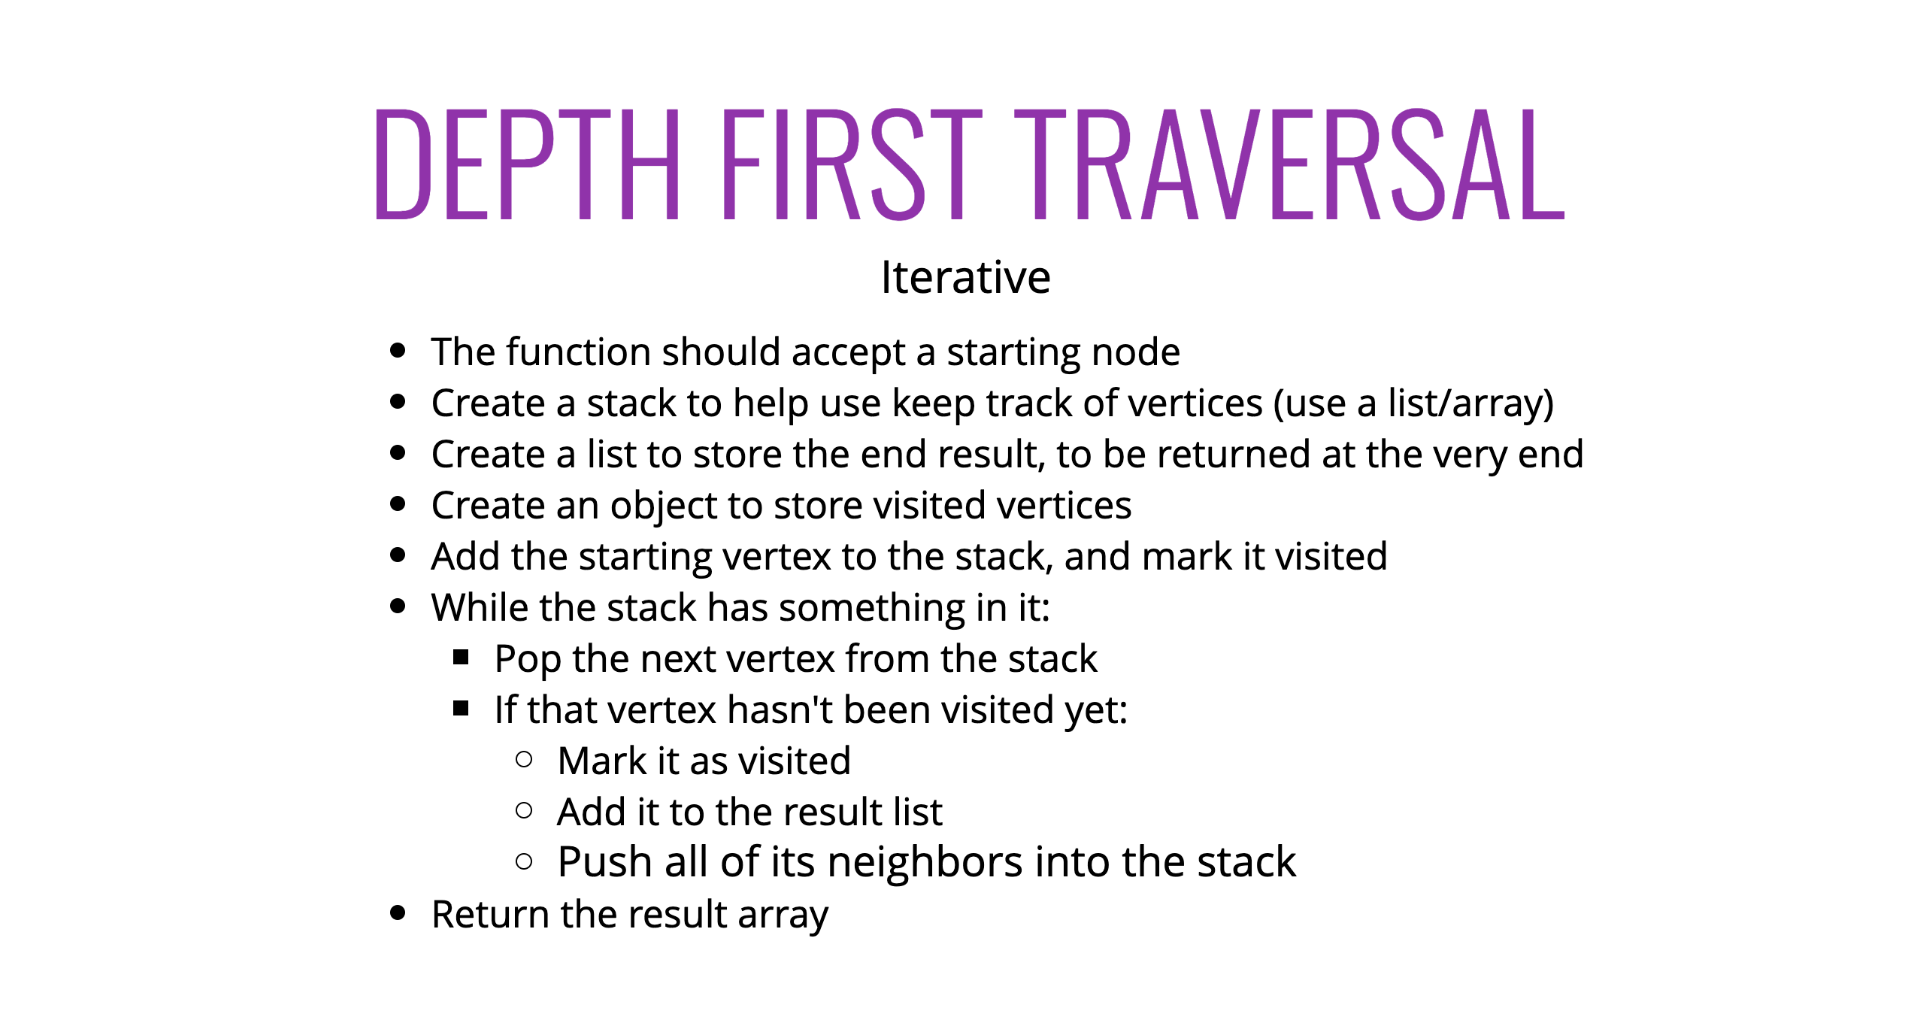 DEPTH FIRST TRAVERSAL
Iterative
The function should accept a starting node
Create a stack to help use keep track of vertices (use a list/array)
Create a list to store the end result, to be returned at the very end
Create an object to store visited vertices
Add the starting vertex to the stack, and mark it visited
While the stack has something in it:
Pop the next vertex from the stack
If that vertex hasn't been visited yet:
Mark it as visited
Add it to the result list
Push all of its neighbors into the stack
Return the result array